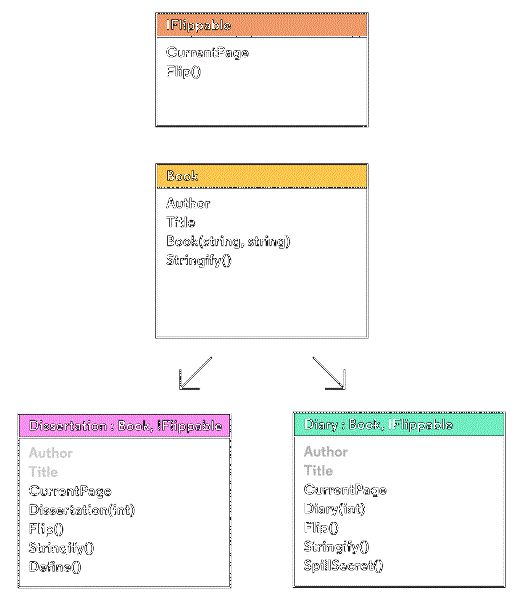 IFlippable
CurrentPage
Flip()
Book
Author
Title
Book(string, string)
Stringify()
Dissertation : Book, IFlippable
Author
Title
CurrentPage
Dissertation(int)
Flip()
Stringify()
Define()
Diary : Book, IFlippable
Author
Title
CurrentPage
Diary(int)
Flip()
Stringify()
SpillSecret()